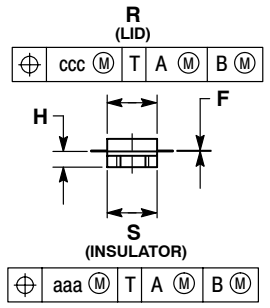 R
(LID)
⌖ ccc Ⓜ T A Ⓜ B Ⓜ
F
H
S
(INSULATOR)
⌖ aaa Ⓜ T A Ⓜ B Ⓜ